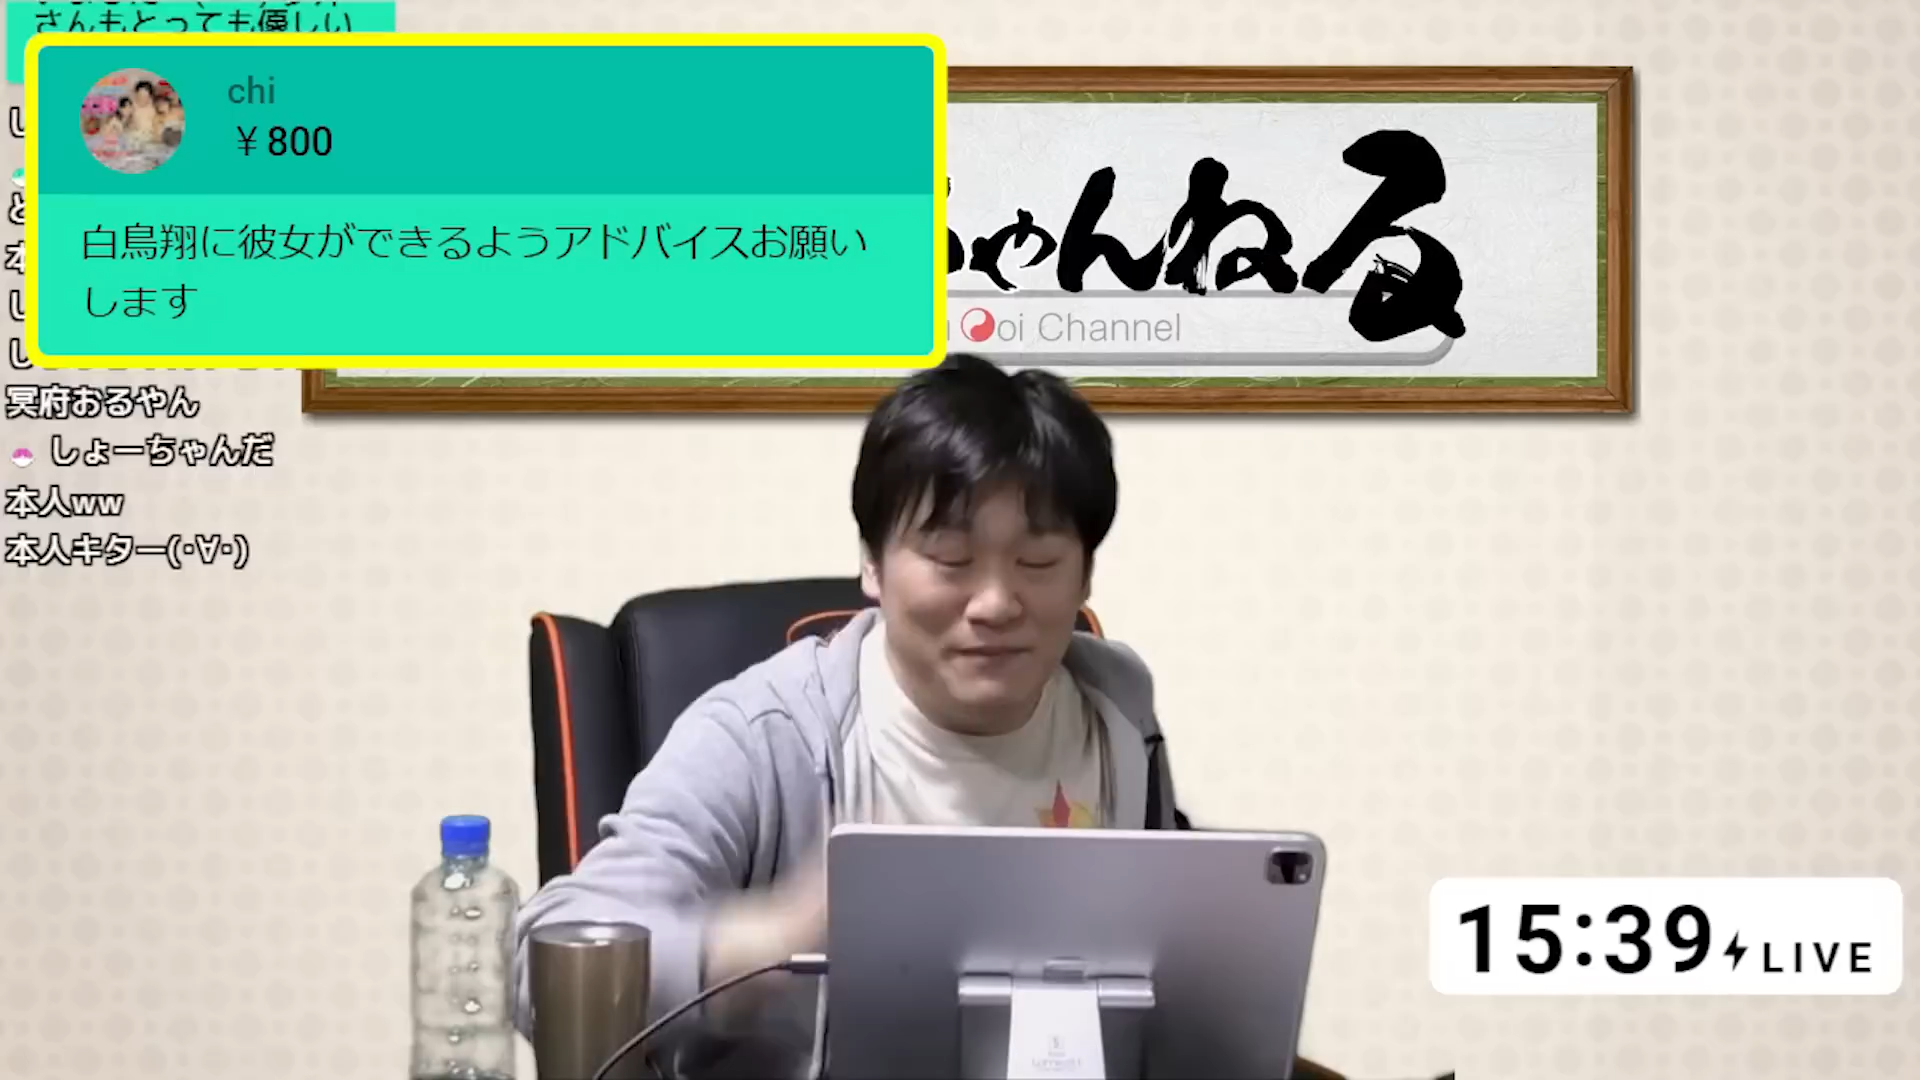 さんもとっても優しい
chi
¥800
白鳥翔に彼女ができるようアドバイスお願い
します
ゃんねる
oi Channel
冥府おるやん
しょーちゃんだ
本人ww
本人キター(･∀･)
15:39 LIVE